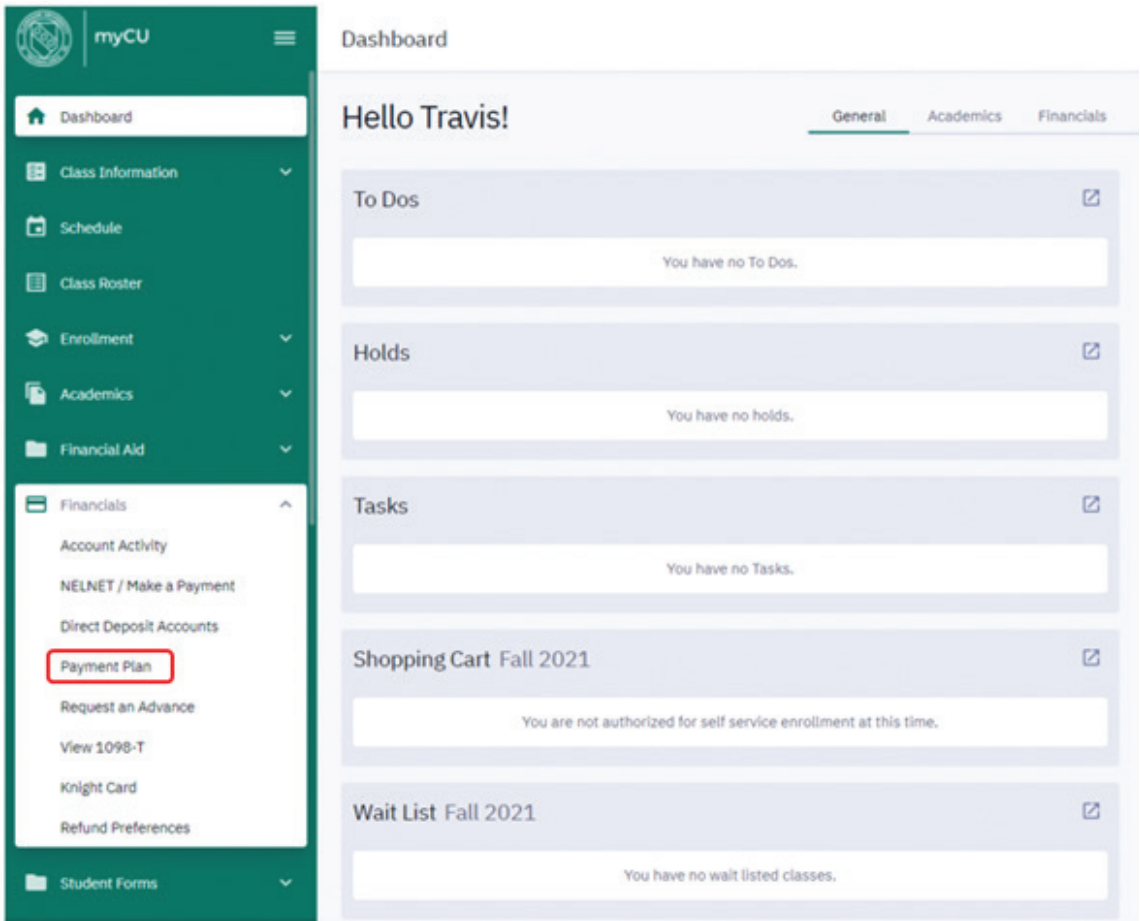 myCU
Dashboard
Class Information
Schedule
Class Roster
Enrollment
Academics
Financial Aid
Financials
Account Activity
NELNET / Make a Payment
Direct Deposit Accounts
Payment Plan
Request an Advance
View 1098-T
Knight Card
Refund Preferences
Student Forms
Dashboard
Hello Travis!
General Academics Financials
To Dos
You have no To Dos.
Holds
You have no holds.
Tasks
You have no Tasks.
Shopping Cart Fall 2021
You are not authorized for self service enrollment at this time.
Wait List Fall 2021
You have no wait listed classes.